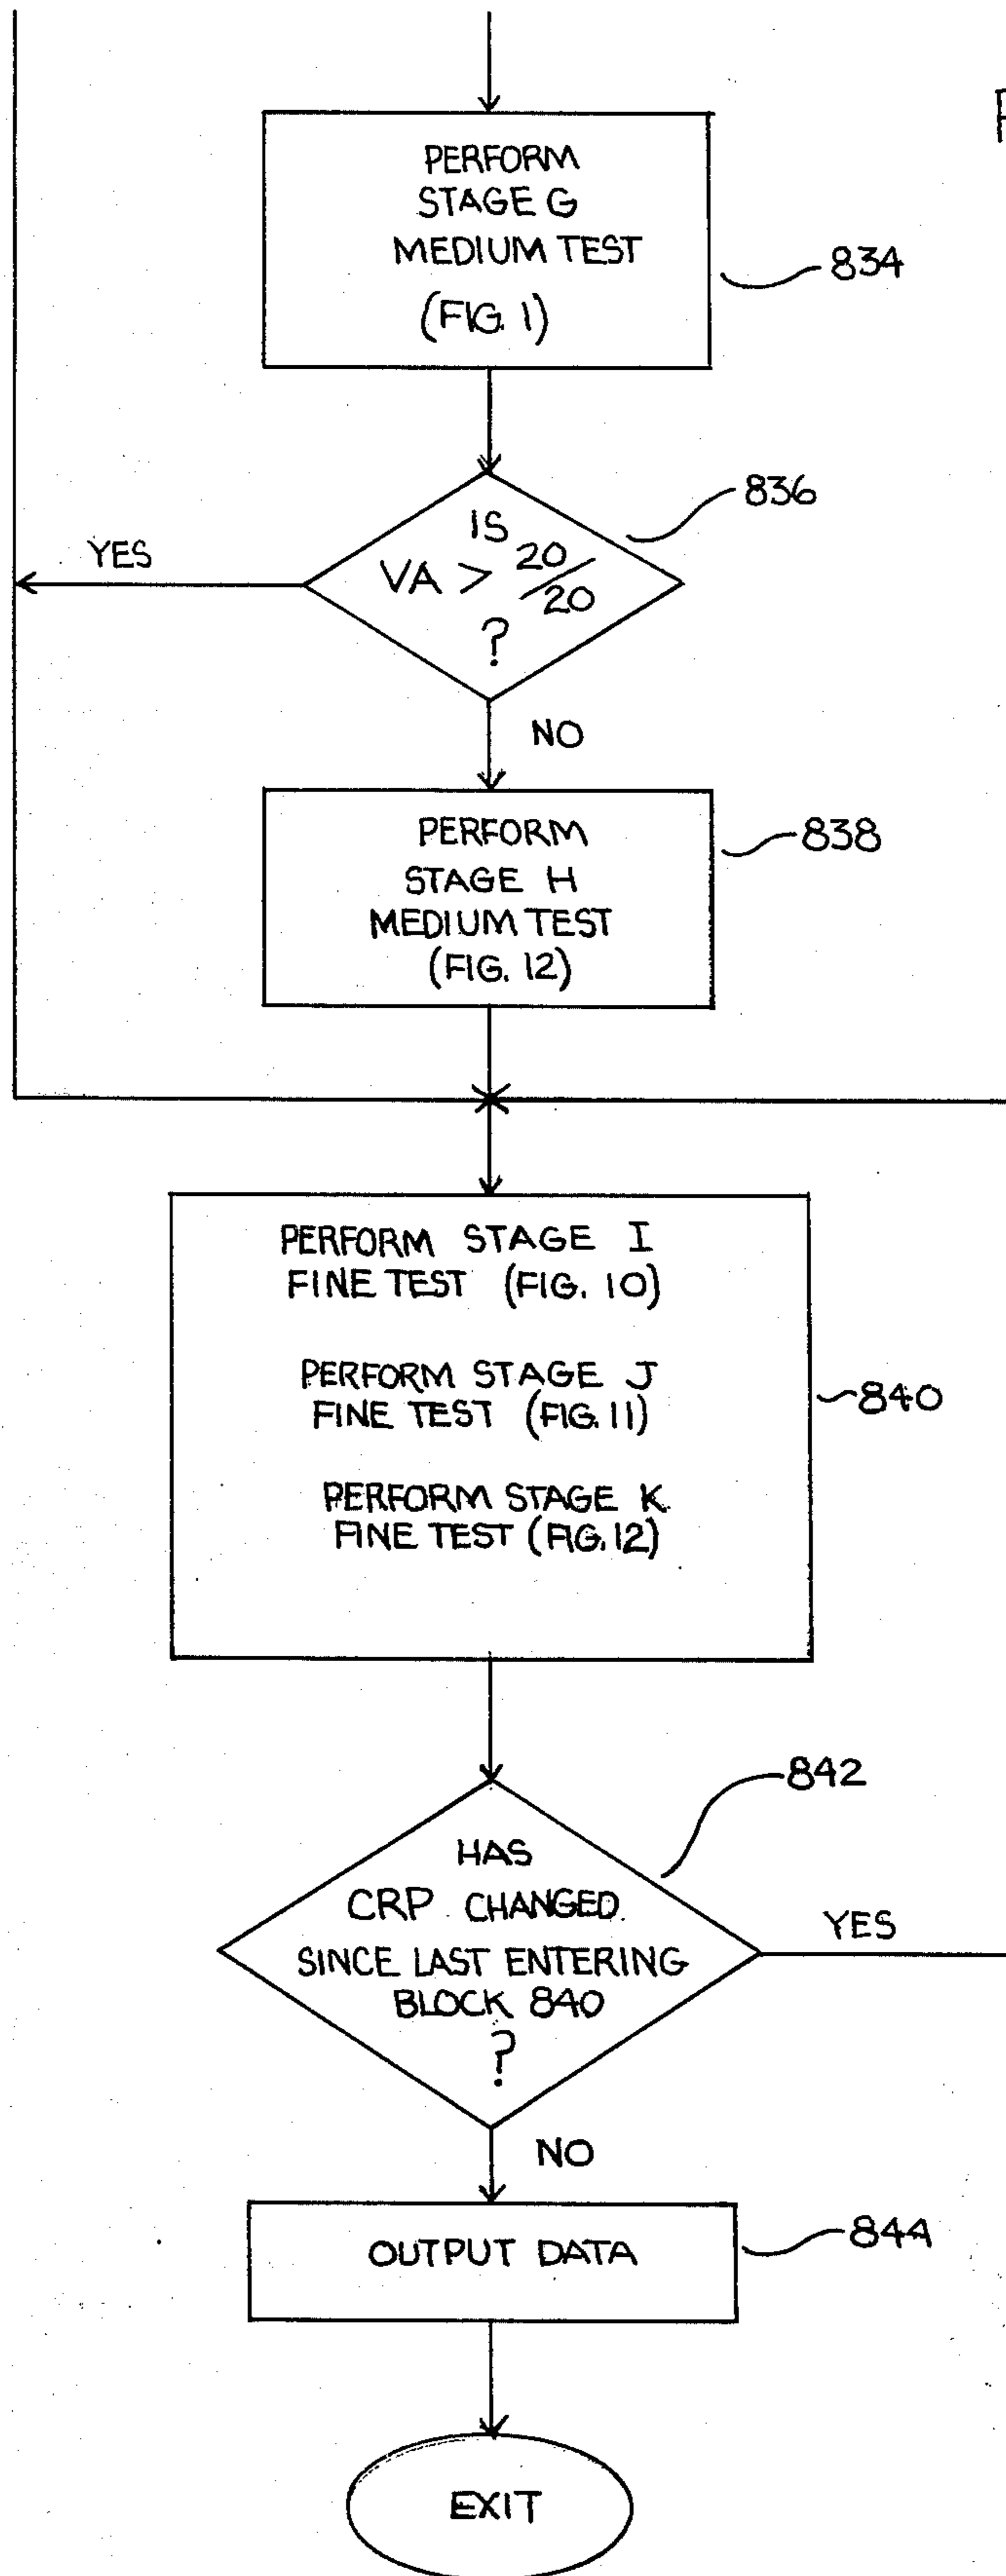 PERFORM
STAGE G
MEDIUM TEST
(FIG. 1)
834
836
IS
VA > 20/20
?
YES
NO
PERFORM
STAGE H
MEDIUM TEST
(FIG. 12)
838
PERFORM STAGE I
FINE TEST (FIG. 10)
PERFORM STAGE J
FINE TEST (FIG. 11)
PERFORM STAGE K
FINE TEST (FIG. 12)
840
842
HAS
CRP CHANGED
SINCE LAST ENTERING
BLOCK 840
?
YES
NO
OUTPUT DATA
844
EXIT